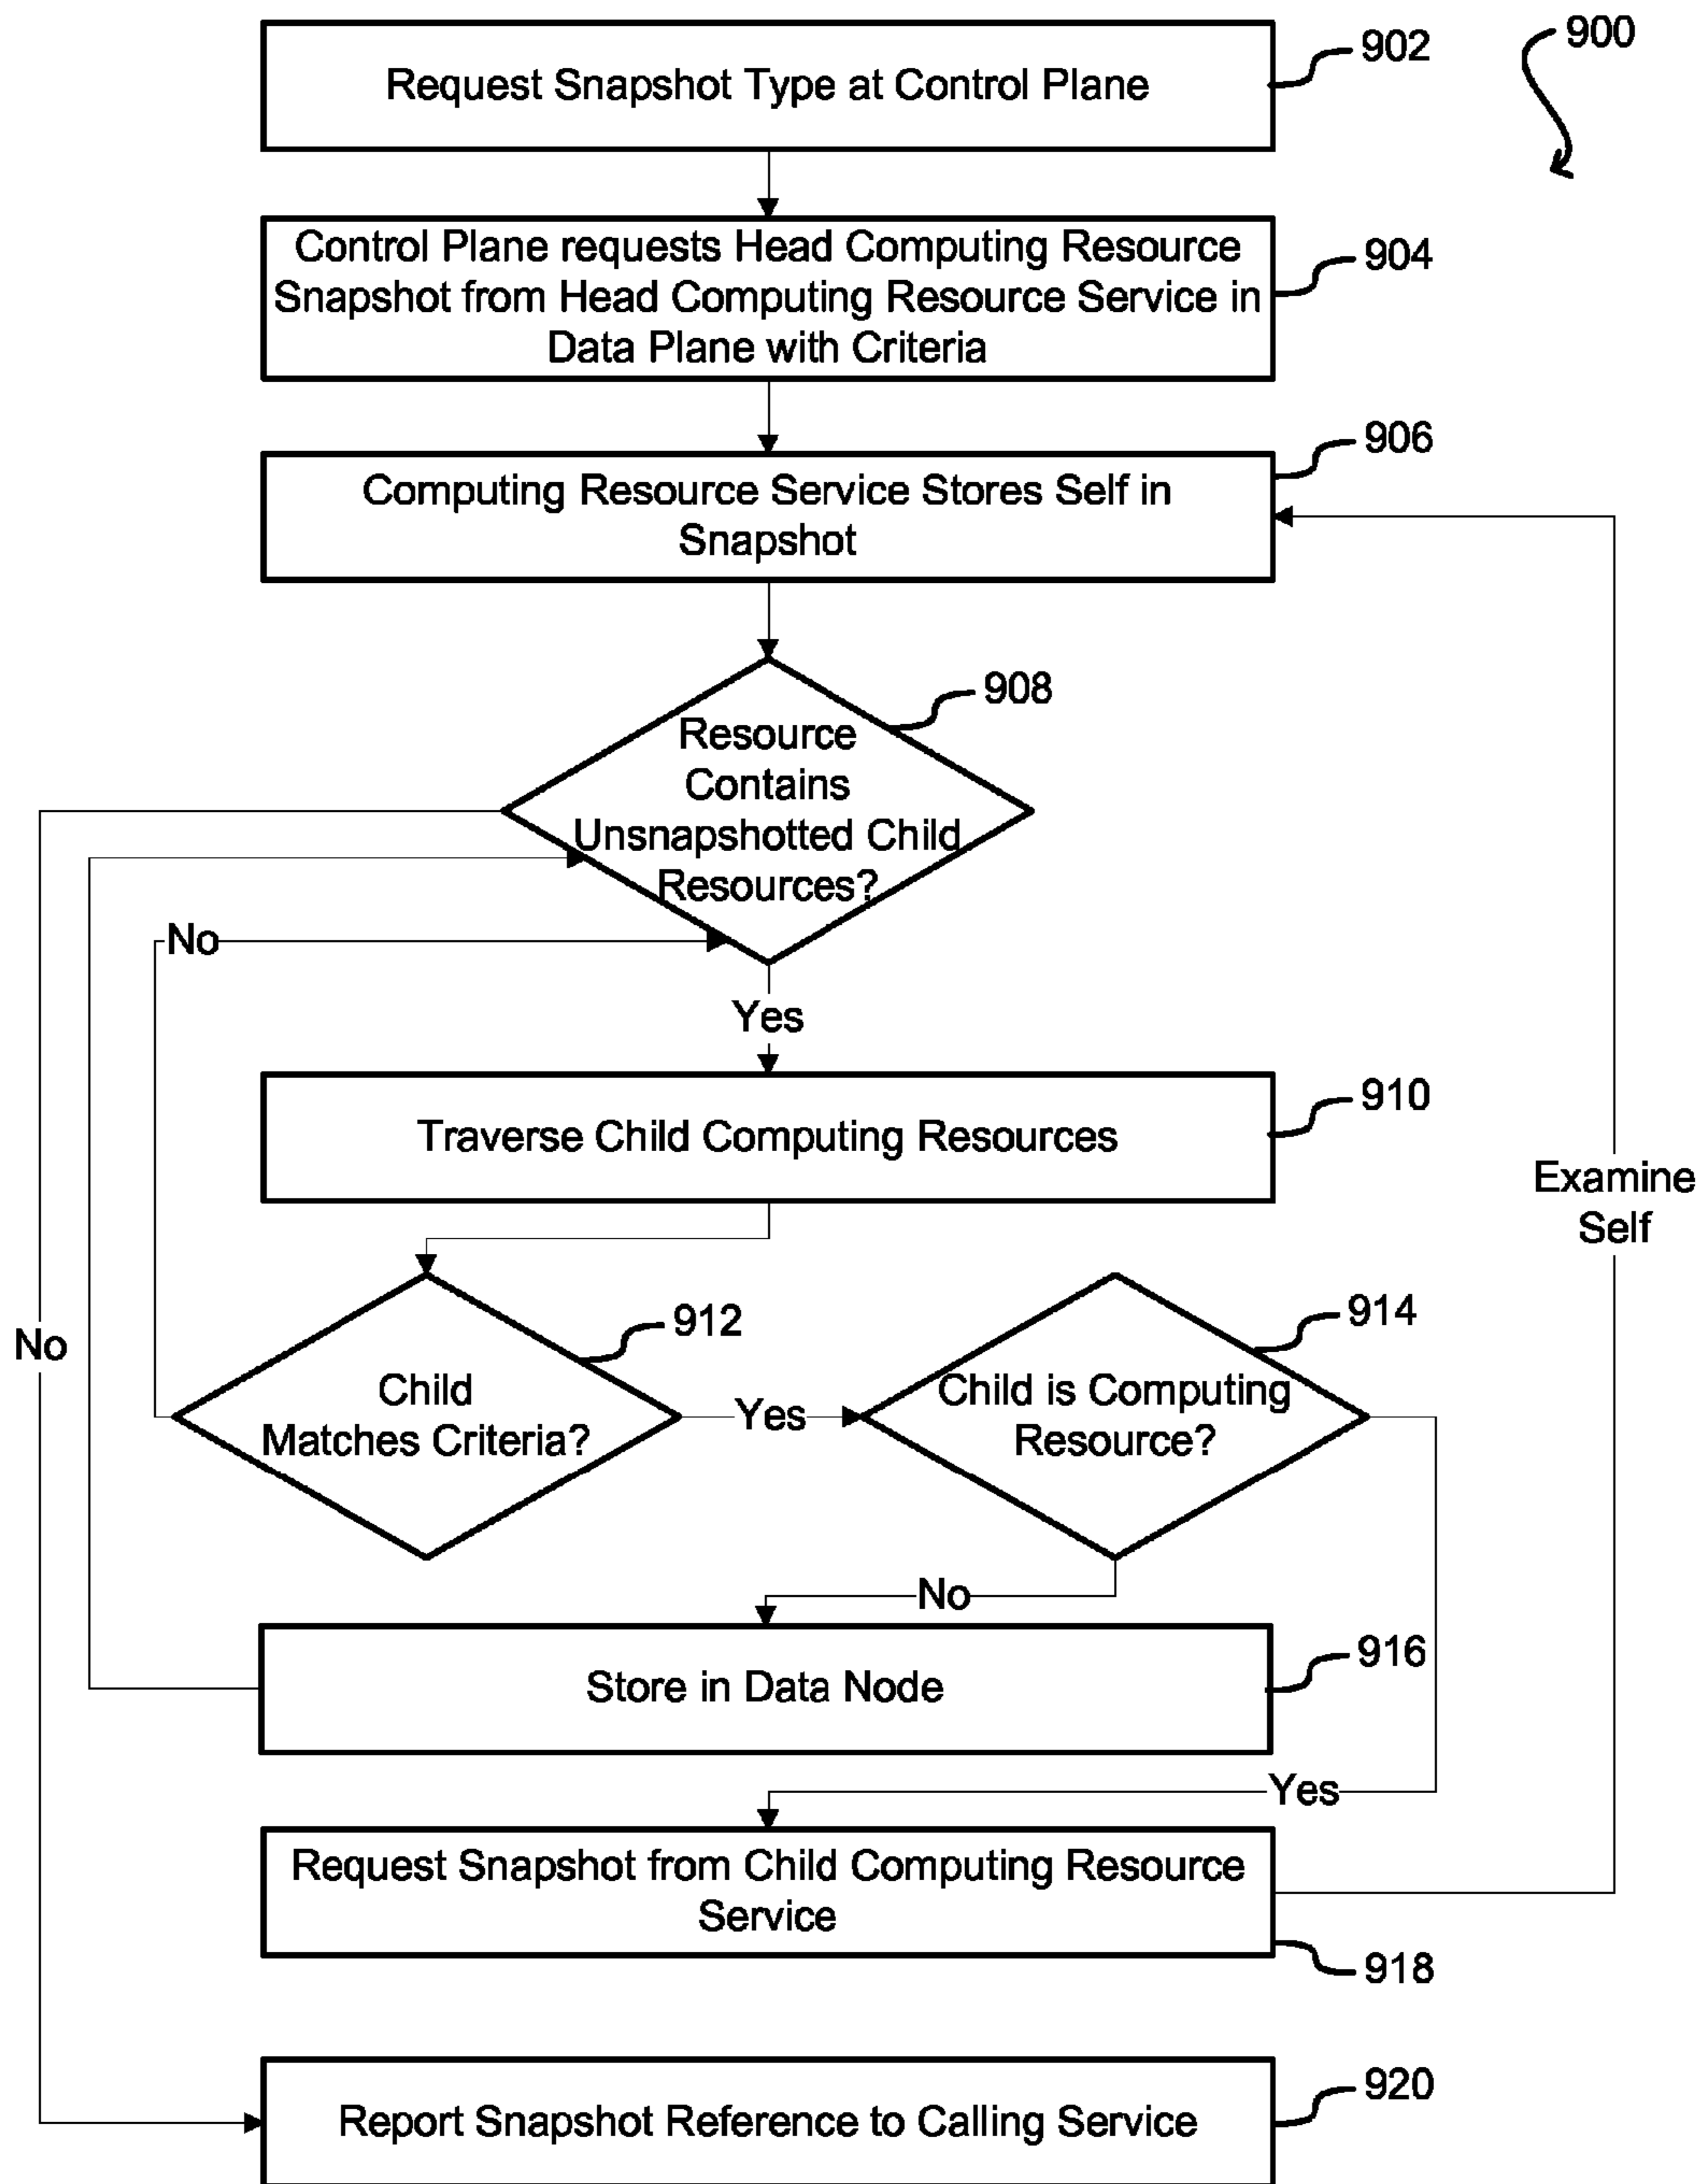 900
Request Snapshot Type at Control Plane
902
Control Plane requests Head Computing Resource
Snapshot from Head Computing Resource Service in
Data Plane with Criteria
904
Computing Resource Service Stores Self in
Snapshot
906
Resource
Contains
Unsnapshotted Child
Resources?
908
No
Yes
Traverse Child Computing Resources
910
Examine
Self
No
Child
Matches Criteria?
912
Yes
Child is Computing
Resource?
914
No
Store in Data Node
916
Yes
Request Snapshot from Child Computing Resource
Service
918
Report Snapshot Reference to Calling Service
920